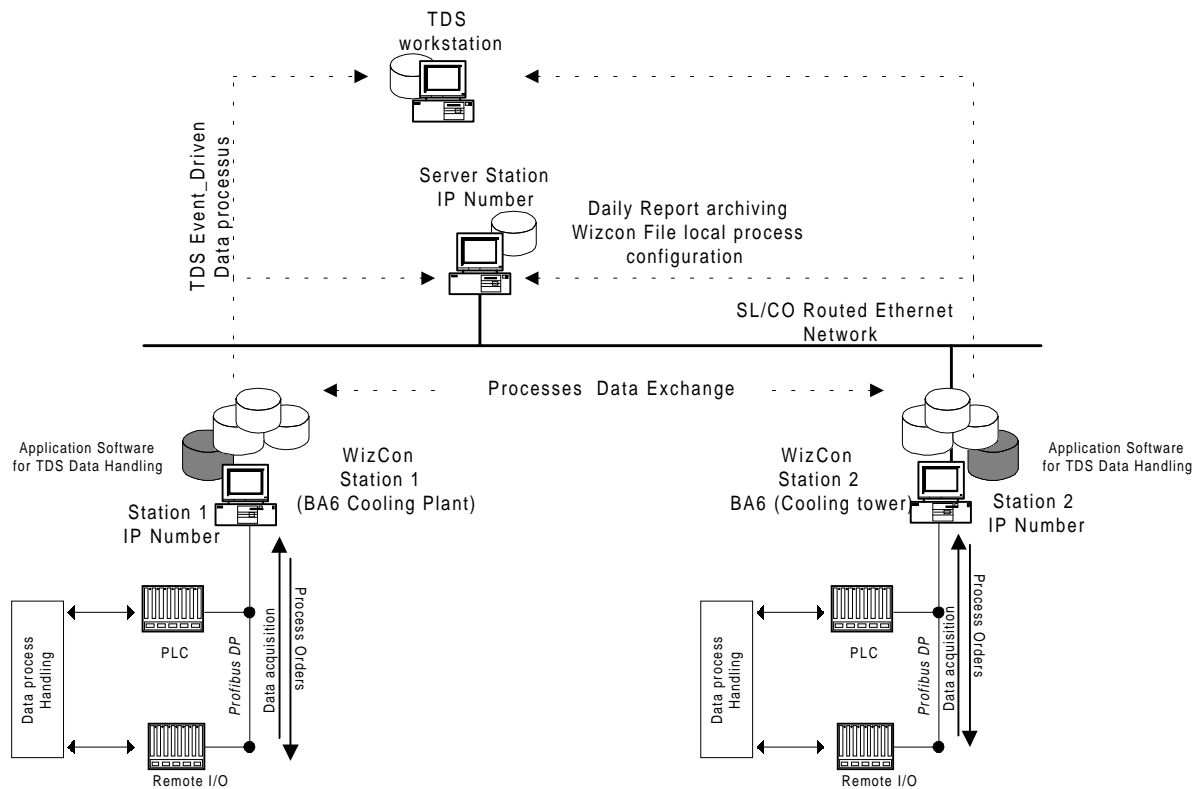 TDS
workstation
TDS Event_Driven
Data processus
Server Station
IP Number
Daily Report archiving
Wizcon File local process
configuration
SL/CO Routed Ethernet
Network
Processes Data Exchange
Application Software
for TDS Data Handling
WizCon
Station 1
(BA6 Cooling Plant)
Station 1
IP Number
Data process
Handling
PLC
Remote I/O
Profibus DP
Data acquisition
Process Orders
WizCon
Station 2
BA6 (Cooling tower)
Application Software
for TDS Data Handling
Station 2
IP Number
Data process
Handling
PLC
Remote I/O
Profibus DP
Data acquisition
Process Orders